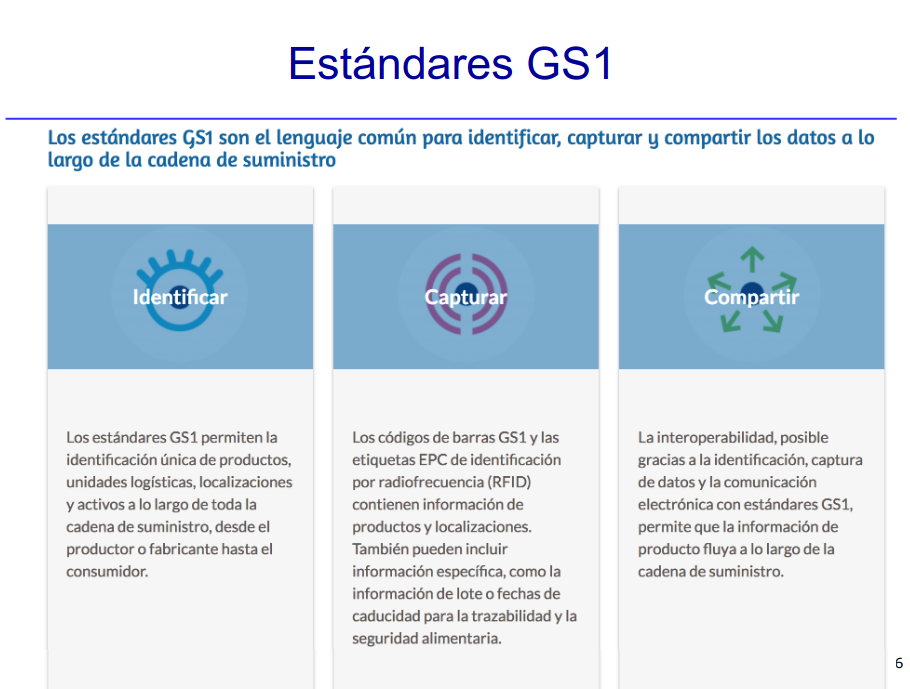 Estándares GS1
Los estándares GS1 son el lenguaje común para identificar, capturar y compartir los datos a lo
largo de la cadena de suministro
Identificar
Los estándares GS1 permiten la
identificación única de productos,
unidades logísticas, localizaciones
y activos a lo largo de toda la
cadena de suministro, desde el
productor o fabricante hasta el
consumidor.
Capturar
Los códigos de barras GS1 y las
etiquetas EPC de identificación
por radiofrecuencia (RFID)
contienen información de
productos y localizaciones.
También pueden incluir
información específica, como la
información de lote o fechas de
caducidad para la trazabilidad y la
seguridad alimentaria.
Compartir
La interoperabilidad, posible
gracias a la identificación, captura
de datos y la comunicación
electrónica con estándares GS1,
permite que la información de
producto fluya a lo largo de la
cadena de suministro.
6